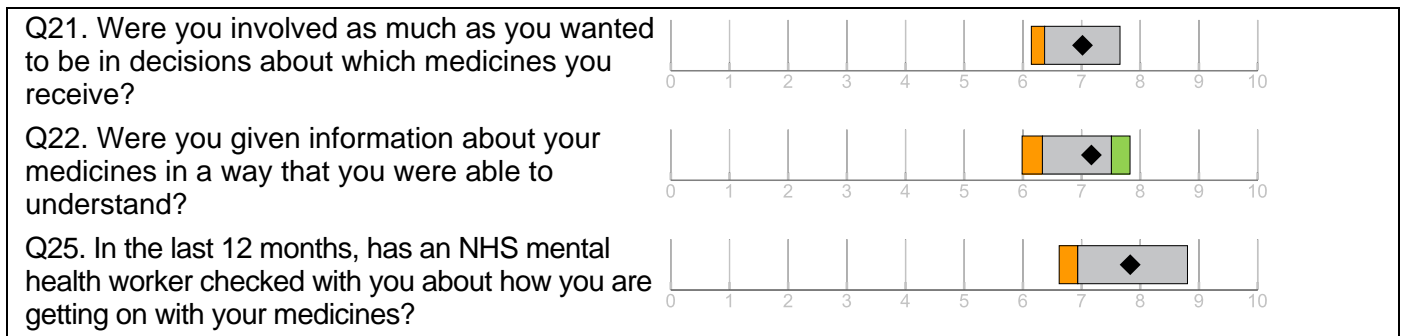 Q21. Were you involved as much as you wanted
to be in decisions about which medicines you
receive?
0 1 2 3 4 5 6 7 8 9 10
Q22. Were you given information about your
medicines in a way that you were able to
understand?
0 1 2 3 4 5 6 7 8 9 10
Q25. In the last 12 months, has an NHS mental
health worker checked with you about how you are
getting on with your medicines?
0 1 2 3 4 5 6 7 8 9 10